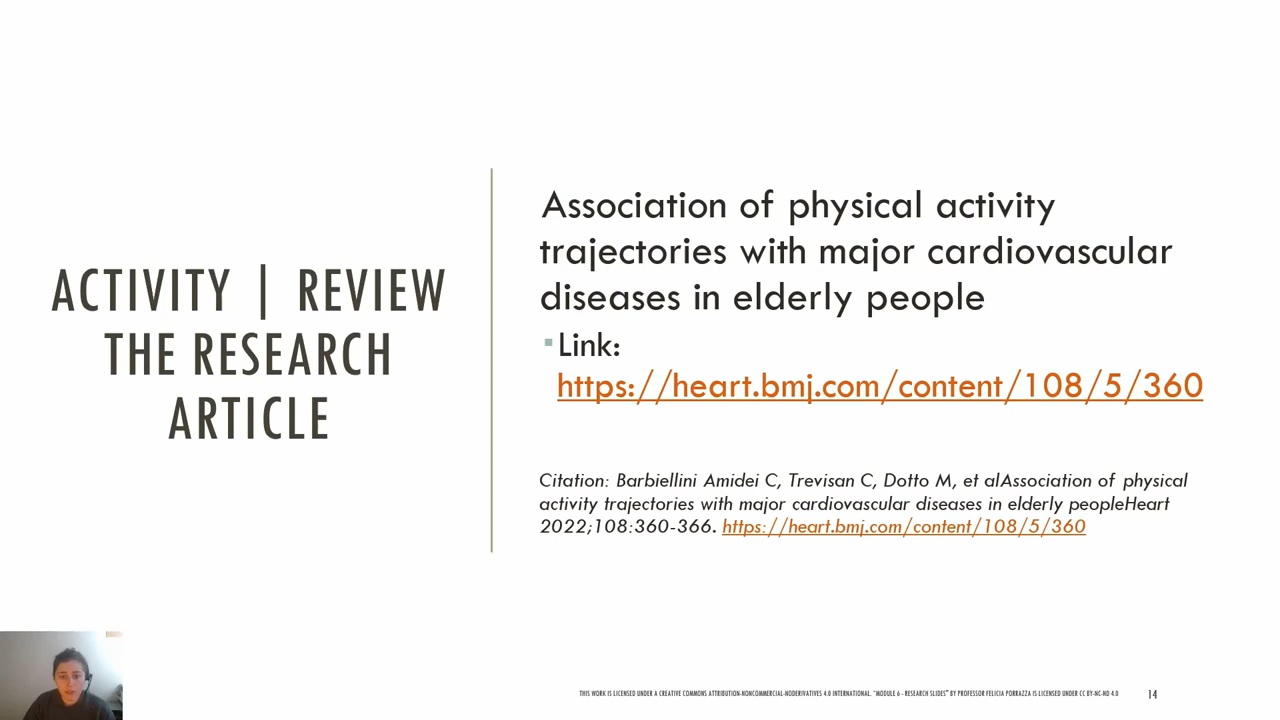 ACTIVITY | REVIEW
THE RESEARCH
ARTICLE
Association of physical activity
trajectories with major cardiovascular
diseases in elderly people
▪Link:
https://heart.bmj.com/content/108/5/360
Citation: Barbiellini Amidei C, Trevisan C, Dotto M, et alAssociation of physical
activity trajectories with major cardiovascular diseases in elderly peopleHeart
2022;108:360-366. https://heart.bmj.com/content/108/5/360
THIS WORK IS LICENSED UNDER A CREATIVE COMMONS ATTRIBUTION-NONCOMMERCIAL-NODERIVATIVES 4.0 INTERNATIONAL. "MODULE 6 - RESEARCH SLIDES" BY PROFESSOR FELICIA PORRAZZA IS LICENSED UNDER CC BY-NC-ND 4.0
14